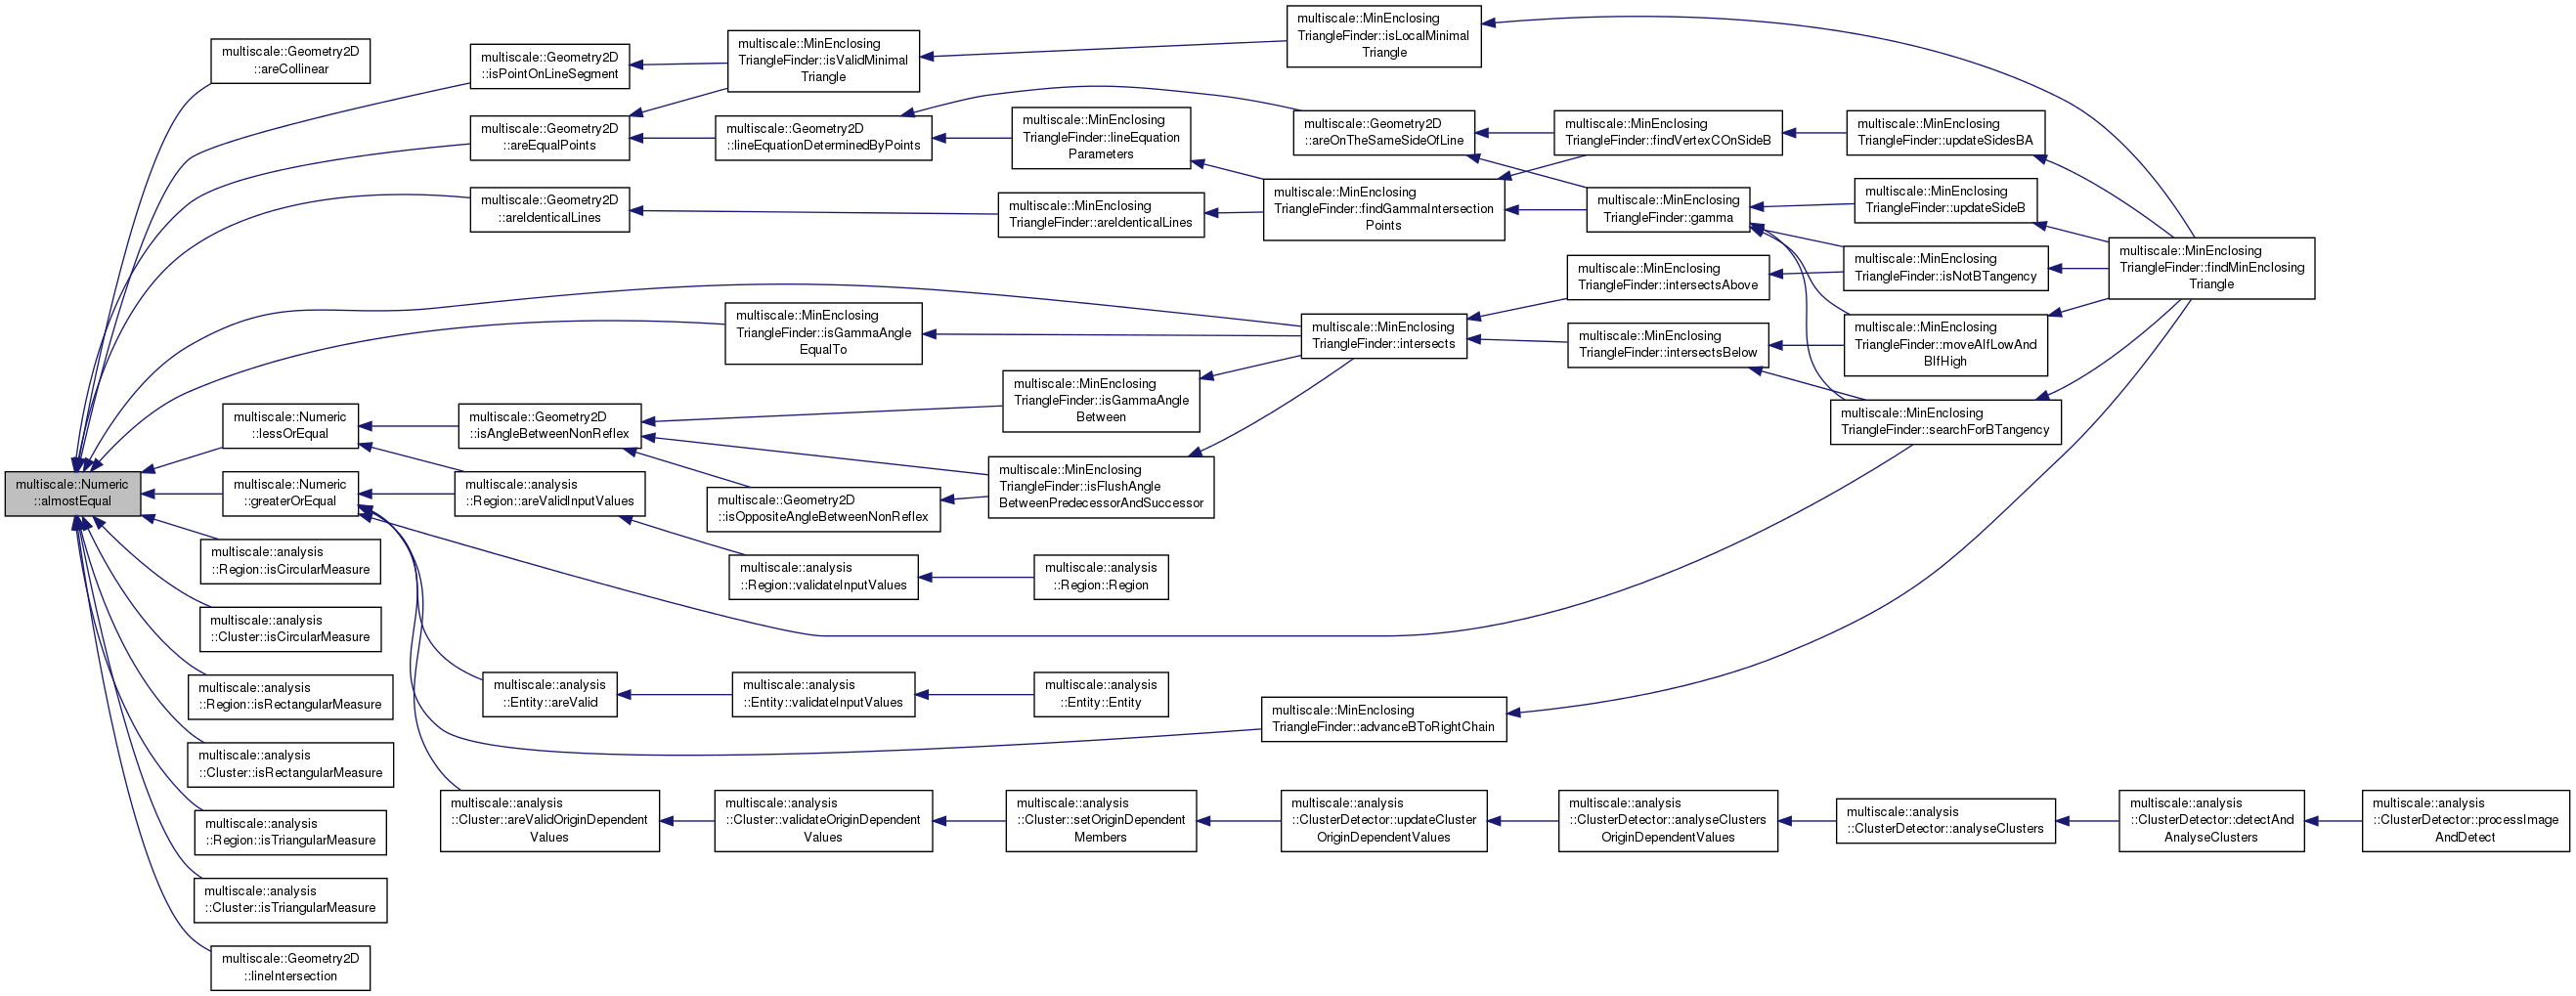 multiscale::Numeric
::almostEqual
multiscale::Geometry2D
::areCollinear
multiscale::Geometry2D
::isPointOnLineSegment
multiscale::MinEnclosing
TriangleFinder::isValidMinimal
Triangle
multiscale::MinEnclosing
TriangleFinder::isLocalMinimal
Triangle
multiscale::Geometry2D
::areEqualPoints
multiscale::Geometry2D
::lineEquationDeterminedByPoints
multiscale::MinEnclosing
TriangleFinder::lineEquation
Parameters
multiscale::Geometry2D
::areOnTheSameSideOfLine
multiscale::MinEnclosing
TriangleFinder::findVertexCOnSideB
multiscale::MinEnclosing
TriangleFinder::updateSidesBA
multiscale::Geometry2D
::areIdenticalLines
multiscale::MinEnclosing
TriangleFinder::areIdenticalLines
multiscale::MinEnclosing
TriangleFinder::findGammaIntersection
Points
multiscale::MinEnclosing
TriangleFinder::gamma
multiscale::MinEnclosing
TriangleFinder::updateSideB
multiscale::MinEnclosing
TriangleFinder::findMinEnclosing
Triangle
multiscale::MinEnclosing
TriangleFinder::intersectsAbove
multiscale::MinEnclosing
TriangleFinder::isNotBTangency
multiscale::MinEnclosing
TriangleFinder::isGammaAngle
EqualTo
multiscale::MinEnclosing
TriangleFinder::intersects
multiscale::MinEnclosing
TriangleFinder::intersectsBelow
multiscale::MinEnclosing
TriangleFinder::moveAIfLowAnd
BIfHigh
multiscale::Numeric
::lessOrEqual
multiscale::Geometry2D
::isAngleBetweenNonReflex
multiscale::MinEnclosing
TriangleFinder::isGammaAngle
Between
multiscale::MinEnclosing
TriangleFinder::searchForBTangency
multiscale::Numeric
::greaterOrEqual
multiscale::analysis
::Region::areValidInputValues
multiscale::Geometry2D
::isOppositeAngleBetweenNonReflex
multiscale::MinEnclosing
TriangleFinder::isFlushAngle
BetweenPredecessorAndSuccessor
multiscale::analysis
::Region::isCircularMeasure
multiscale::analysis
::Region::validateInputValues
multiscale::analysis
::Region::Region
multiscale::analysis
::Cluster::isCircularMeasure
multiscale::analysis
::Region::isRectangularMeasure
multiscale::analysis
::Entity::areValid
multiscale::analysis
::Entity::validateInputValues
multiscale::analysis
::Entity::Entity
multiscale::MinEnclosing
TriangleFinder::advanceBToRightChain
multiscale::analysis
::Cluster::isRectangularMeasure
multiscale::analysis
::Region::isTriangularMeasure
multiscale::analysis
::Cluster::areValidOriginDependent
Values
multiscale::analysis
::Cluster::validateOriginDependent
Values
multiscale::analysis
::Cluster::setOriginDependent
Members
multiscale::analysis
::ClusterDetector::updateCluster
OriginDependentValues
multiscale::analysis
::ClusterDetector::analyseClusters
OriginDependentValues
multiscale::analysis
::ClusterDetector::analyseClusters
multiscale::analysis
::ClusterDetector::detectAnd
AnalyseClusters
multiscale::analysis
::ClusterDetector::processImage
AndDetect
multiscale::analysis
::Cluster::isTriangularMeasure
multiscale::Geometry2D
::lineIntersection